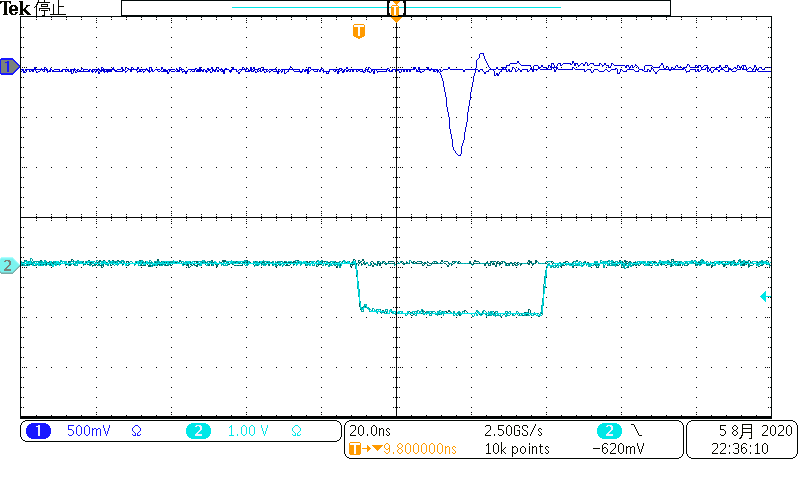 Tek 停止
T
T
1
2
1 500mV Ω 2 1.00 V Ω
20.0ns 2.50GS/s 2 -620mV
T→▼9.800000ns 10k points
5 8月 2020
22:36:10